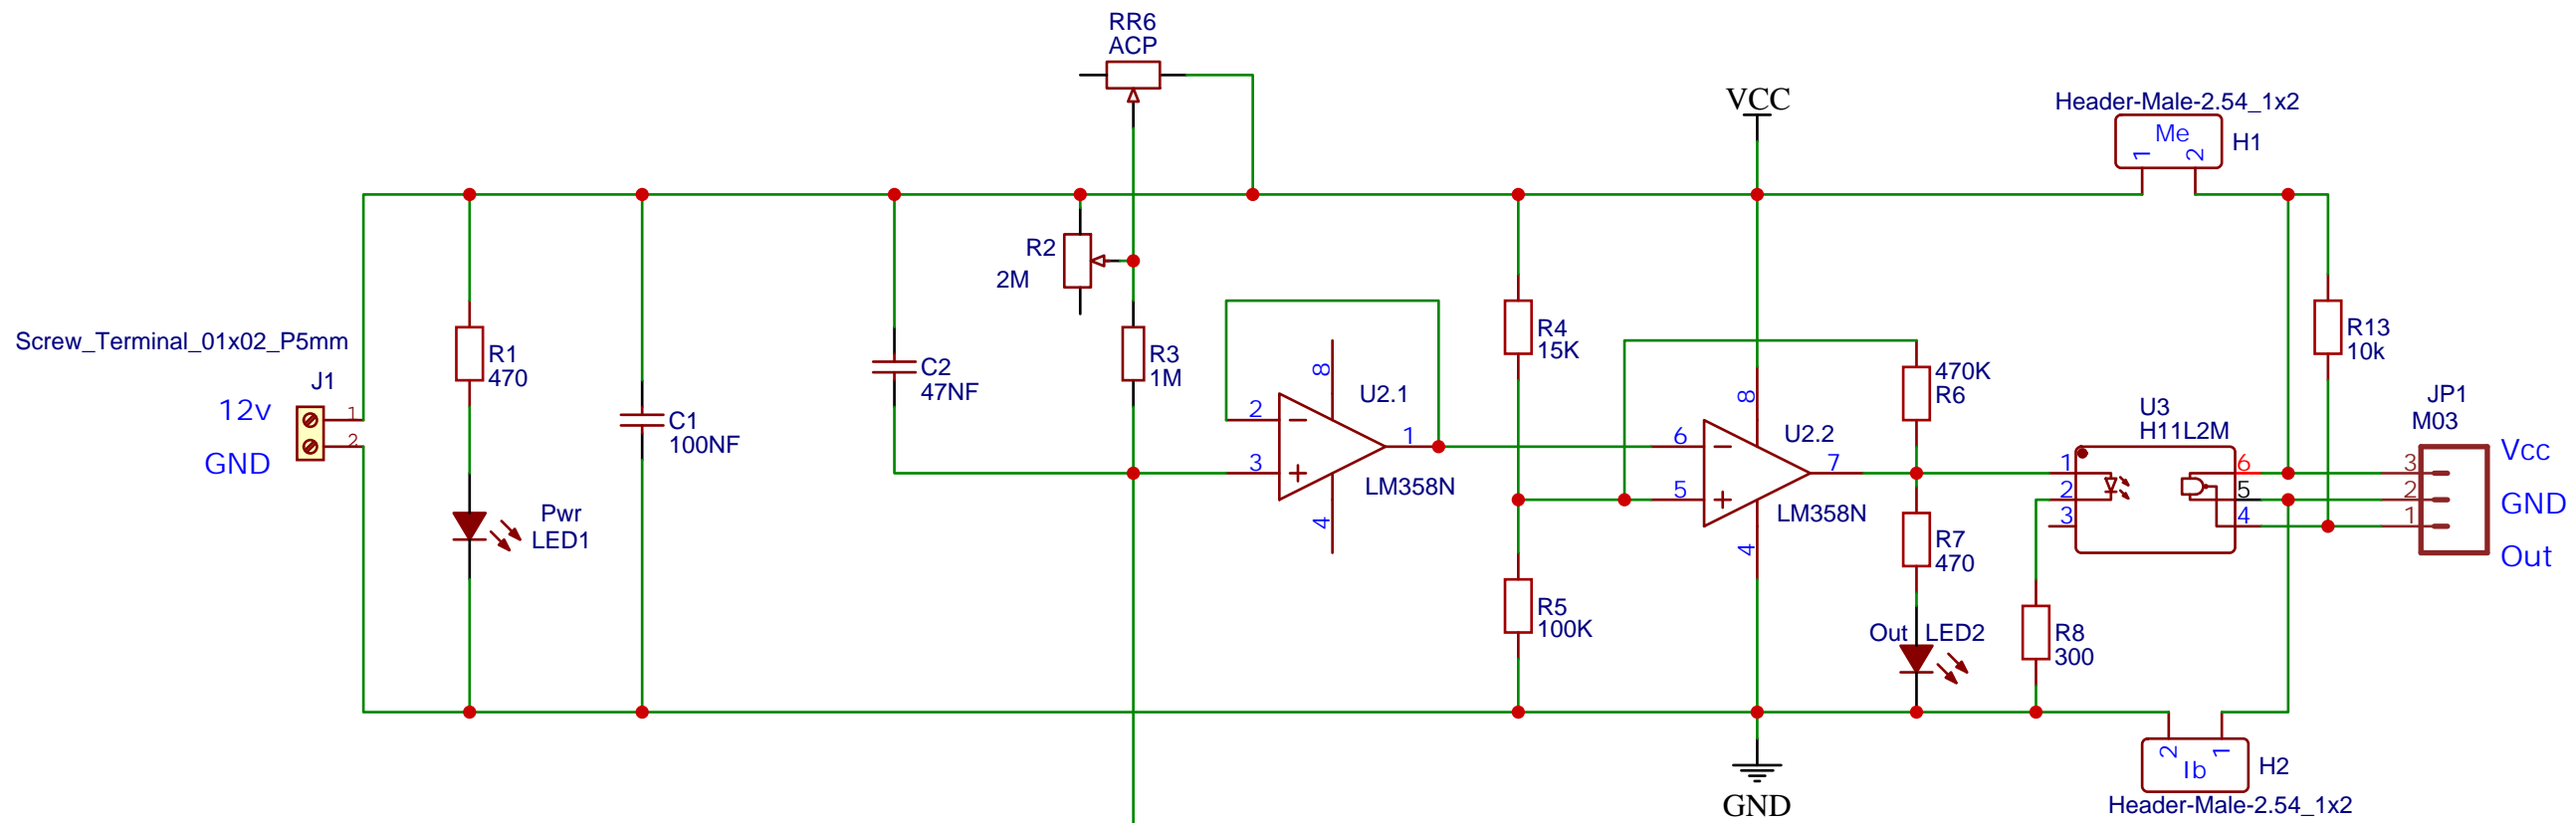 RR6
ACP
VCC
Header-Male-2.54_1x2
Me
1
2
H1
R2
2M
Screw_Terminal_01x02_P5mm
J1
12v
1
2
GND
R1
470
Pwr
LED1
C1
100NF
C2
47NF
R3
1M
8
U2.1
2
1
3
4
LM358N
R4
15K
R5
100K
8
U2.2
6
7
5
4
LM358N
470K
R6
R7
470
Out LED2
R8
300
U3
H11L2M
1
2
3
6
5
4
R13
10k
JP1
M03
3
2
1
Vcc
GND
Out
2
1
Ib
H2
Header-Male-2.54_1x2
GND